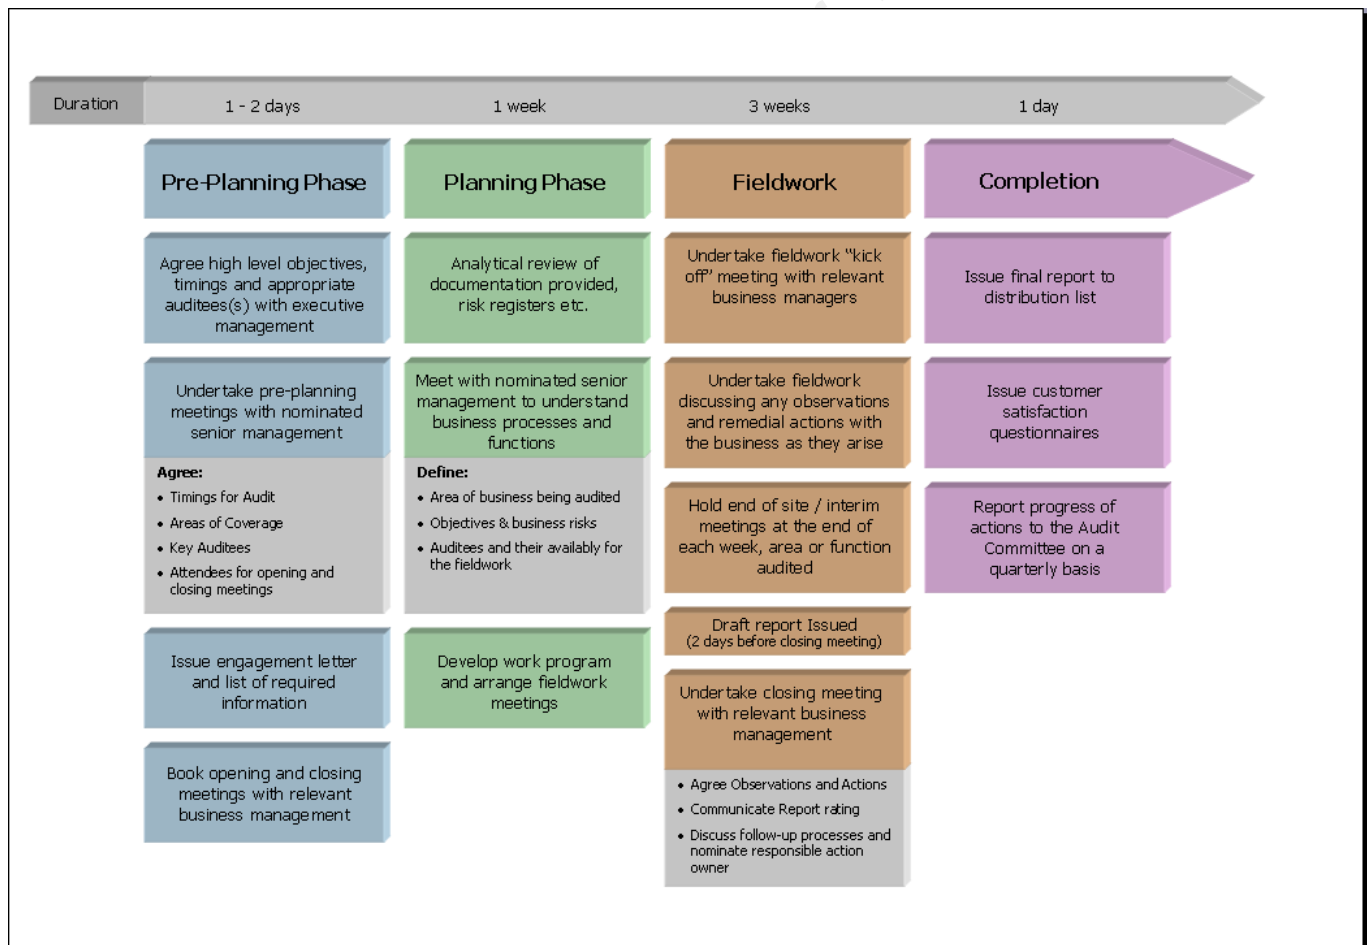 Duration
1 - 2 days
1 week
3 weeks
1 day
Pre-Planning Phase
Planning Phase
Fieldwork
Completion
Agree high level objectives,
timings and appropriate
auditees(s) with executive
management
Undertake pre-planning
meetings with nominated
senior management
Agree:
• Timings for Audit
• Areas of Coverage
• Key Auditees
• Attendees for opening and
closing meetings
Issue engagement letter
and list of required
information
Book opening and closing
meetings with relevant
business management
Analytical review of
documentation provided,
risk registers etc.
Meet with nominated senior
management to understand
business processes and
functions
Define:
• Area of business being audited
• Objectives & business risks
• Auditees and their availably for
the fieldwork
Develop work program
and arrange fieldwork
meetings
Undertake fieldwork “kick
off” meeting with relevant
business managers
Undertake fieldwork
discussing any observations
and remedial actions with
the business as they arise
Hold end of site / interim
meetings at the end of
each week, area or function
audited
Draft report Issued
(2 days before closing meeting)
Undertake closing meeting
with relevant business
management
• Agree Observations and Actions
• Communicate Report rating
• Discuss follow-up processes and
nominate responsible action
owner
Issue final report to
distribution list
Issue customer
satisfaction
questionnaires
Report progress of
actions to the Audit
Committee on a
quarterly basis